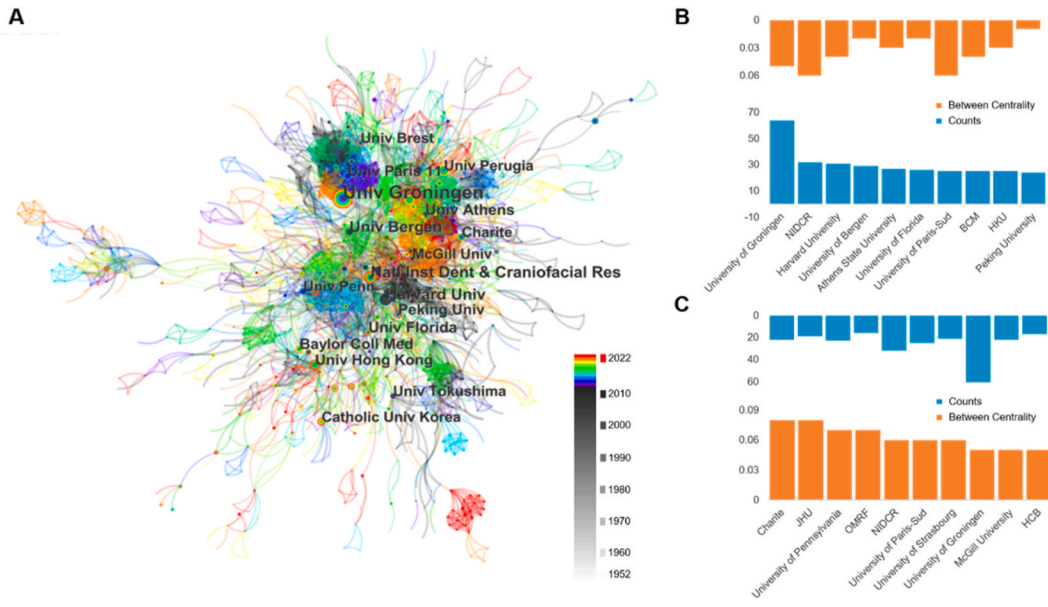 A
Univ Brest
Univ Paris 11
Univ Perugia
Univ Groningen
Univ Athens
Univ Bergen
Charite
McGill Univ
Natl Inst Dent & Craniofacial Res
Univ Penn
Harvard Univ
Peking Univ
Univ Florida
Baylor Coll Med
Univ Hong Kong
Univ Tokushima
Catholic Univ Korea
2022
2010
2000
1990
1980
1970
1960
1952
B
0
0.03
0.06
70
50
30
10
-10
Between Centrality
Counts
University of Groningen
NIDCR
Harvard University
University of Bergen
Athens State University
University of Florida
University of Paris-Sud
BCM
HKU
Peking University
C
0
20
40
60
Counts
Between Centrality
0.09
0.06
0.03
0
Charite
JHU
University of Pennsylvania
OMRF
NIDCR
University of Paris-Sud
University of Strasbourg
University of Groningen
McGill University
HCB